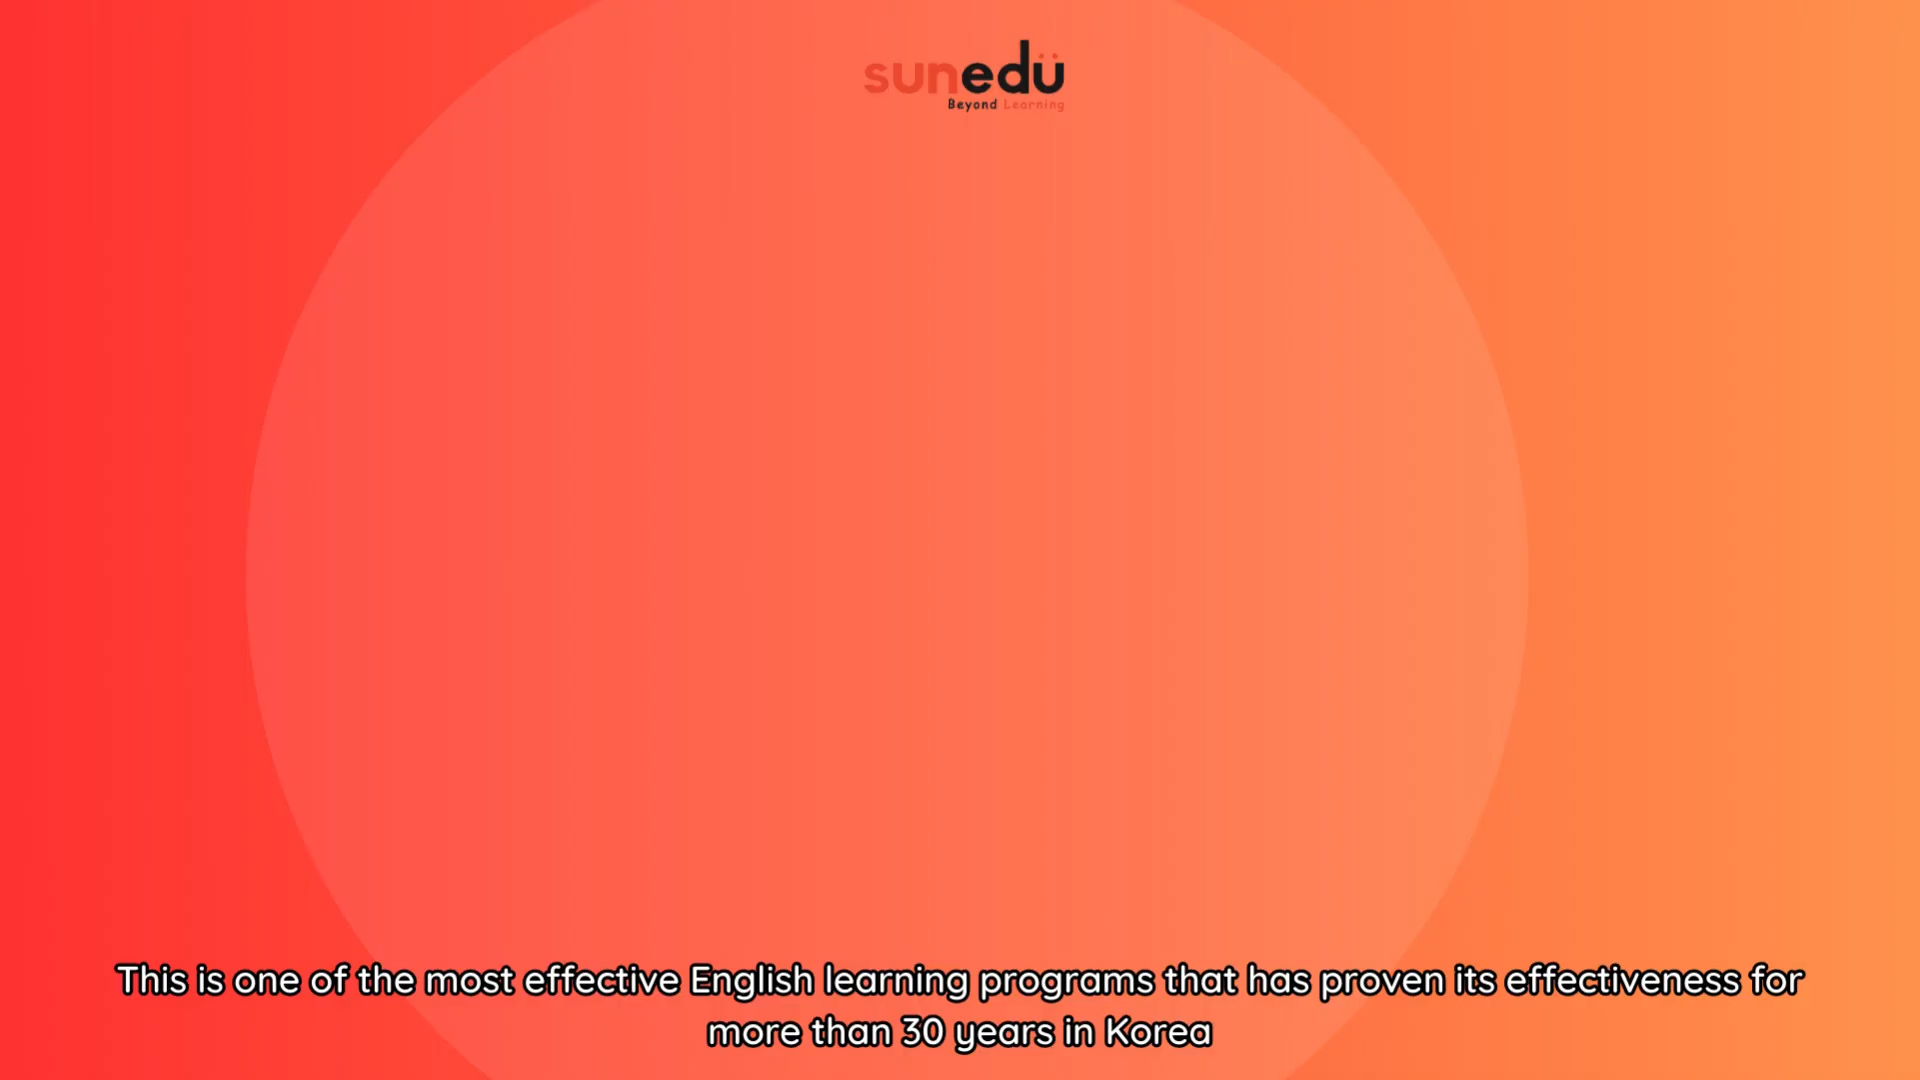 sunedü
Beyond Learning
This is one of the most effective English learning programs that has proven its effectiveness for
more than 30 years in Korea